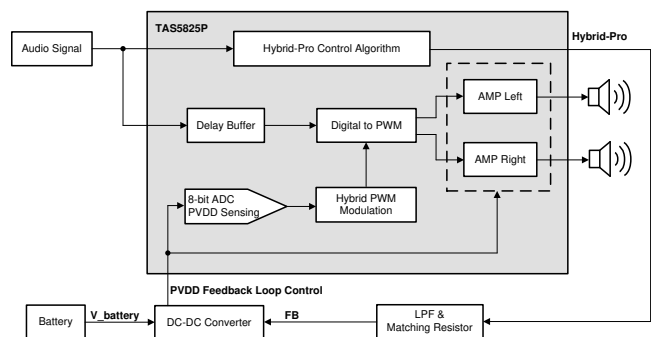 TAS5825P
Hybrid-Pro
Audio Signal
Hybrid-Pro Control Algorithm
AMP Left
Delay Buffer
Digital to PWM
AMP Right
8-bit ADC
PVDD Sensing
Hybrid PWM
Modulation
PVDD Feedback Loop Control
Battery
V_battery
DC-DC Converter
FB
LPF &
Matching Resistor